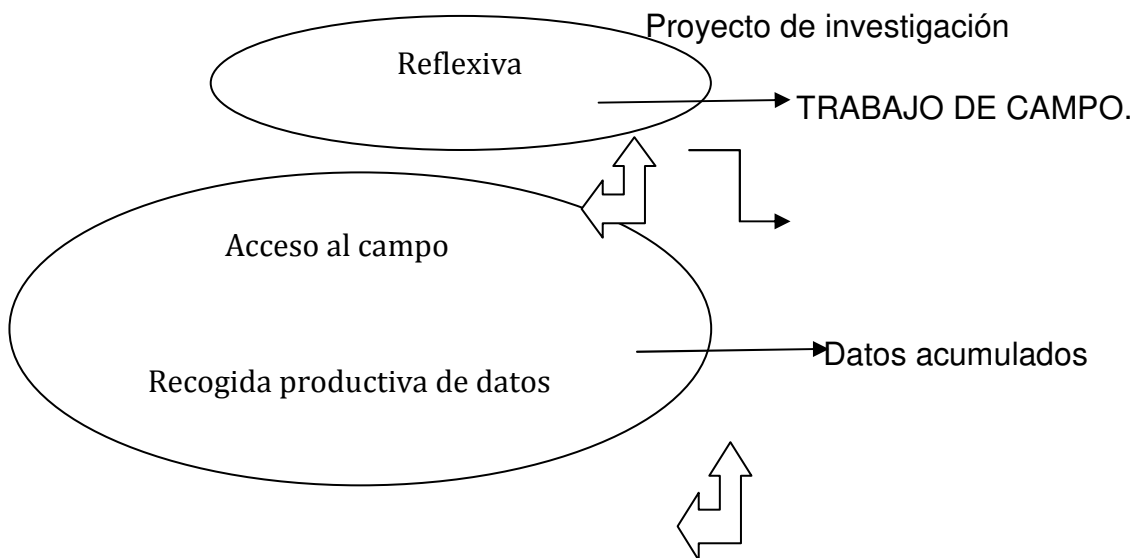 Proyecto de investigación
Reflexiva
TRABAJO DE CAMPO.
Acceso al campo
Datos acumulados
Recogida productiva de datos